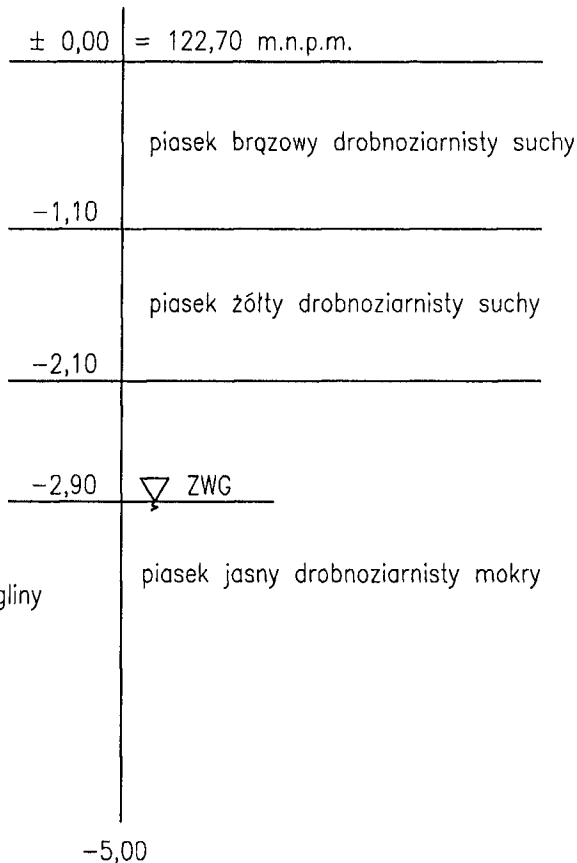 ± 0,00 = 122,70 m.n.p.m.
piasek brązowy drobnoziarnisty suchy
-1,10
piasek żółty drobnoziarnisty suchy
-2,10
-2,90 ZWG
piasek jasny drobnoziarnisty mokry
gliny
-5,00